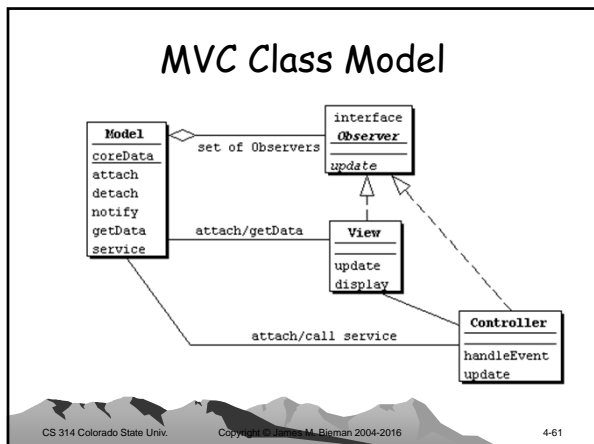 MVC Class Model
Model
coreData
attach
detach
notify
getData
service
set of Observers
interface
Observer
update
attach/getData
View
update
display
attach/call service
Controller
handleEvent
update
CS 314 Colorado State Univ.
Copyright © James M. Bieman 2004-2016
4-61